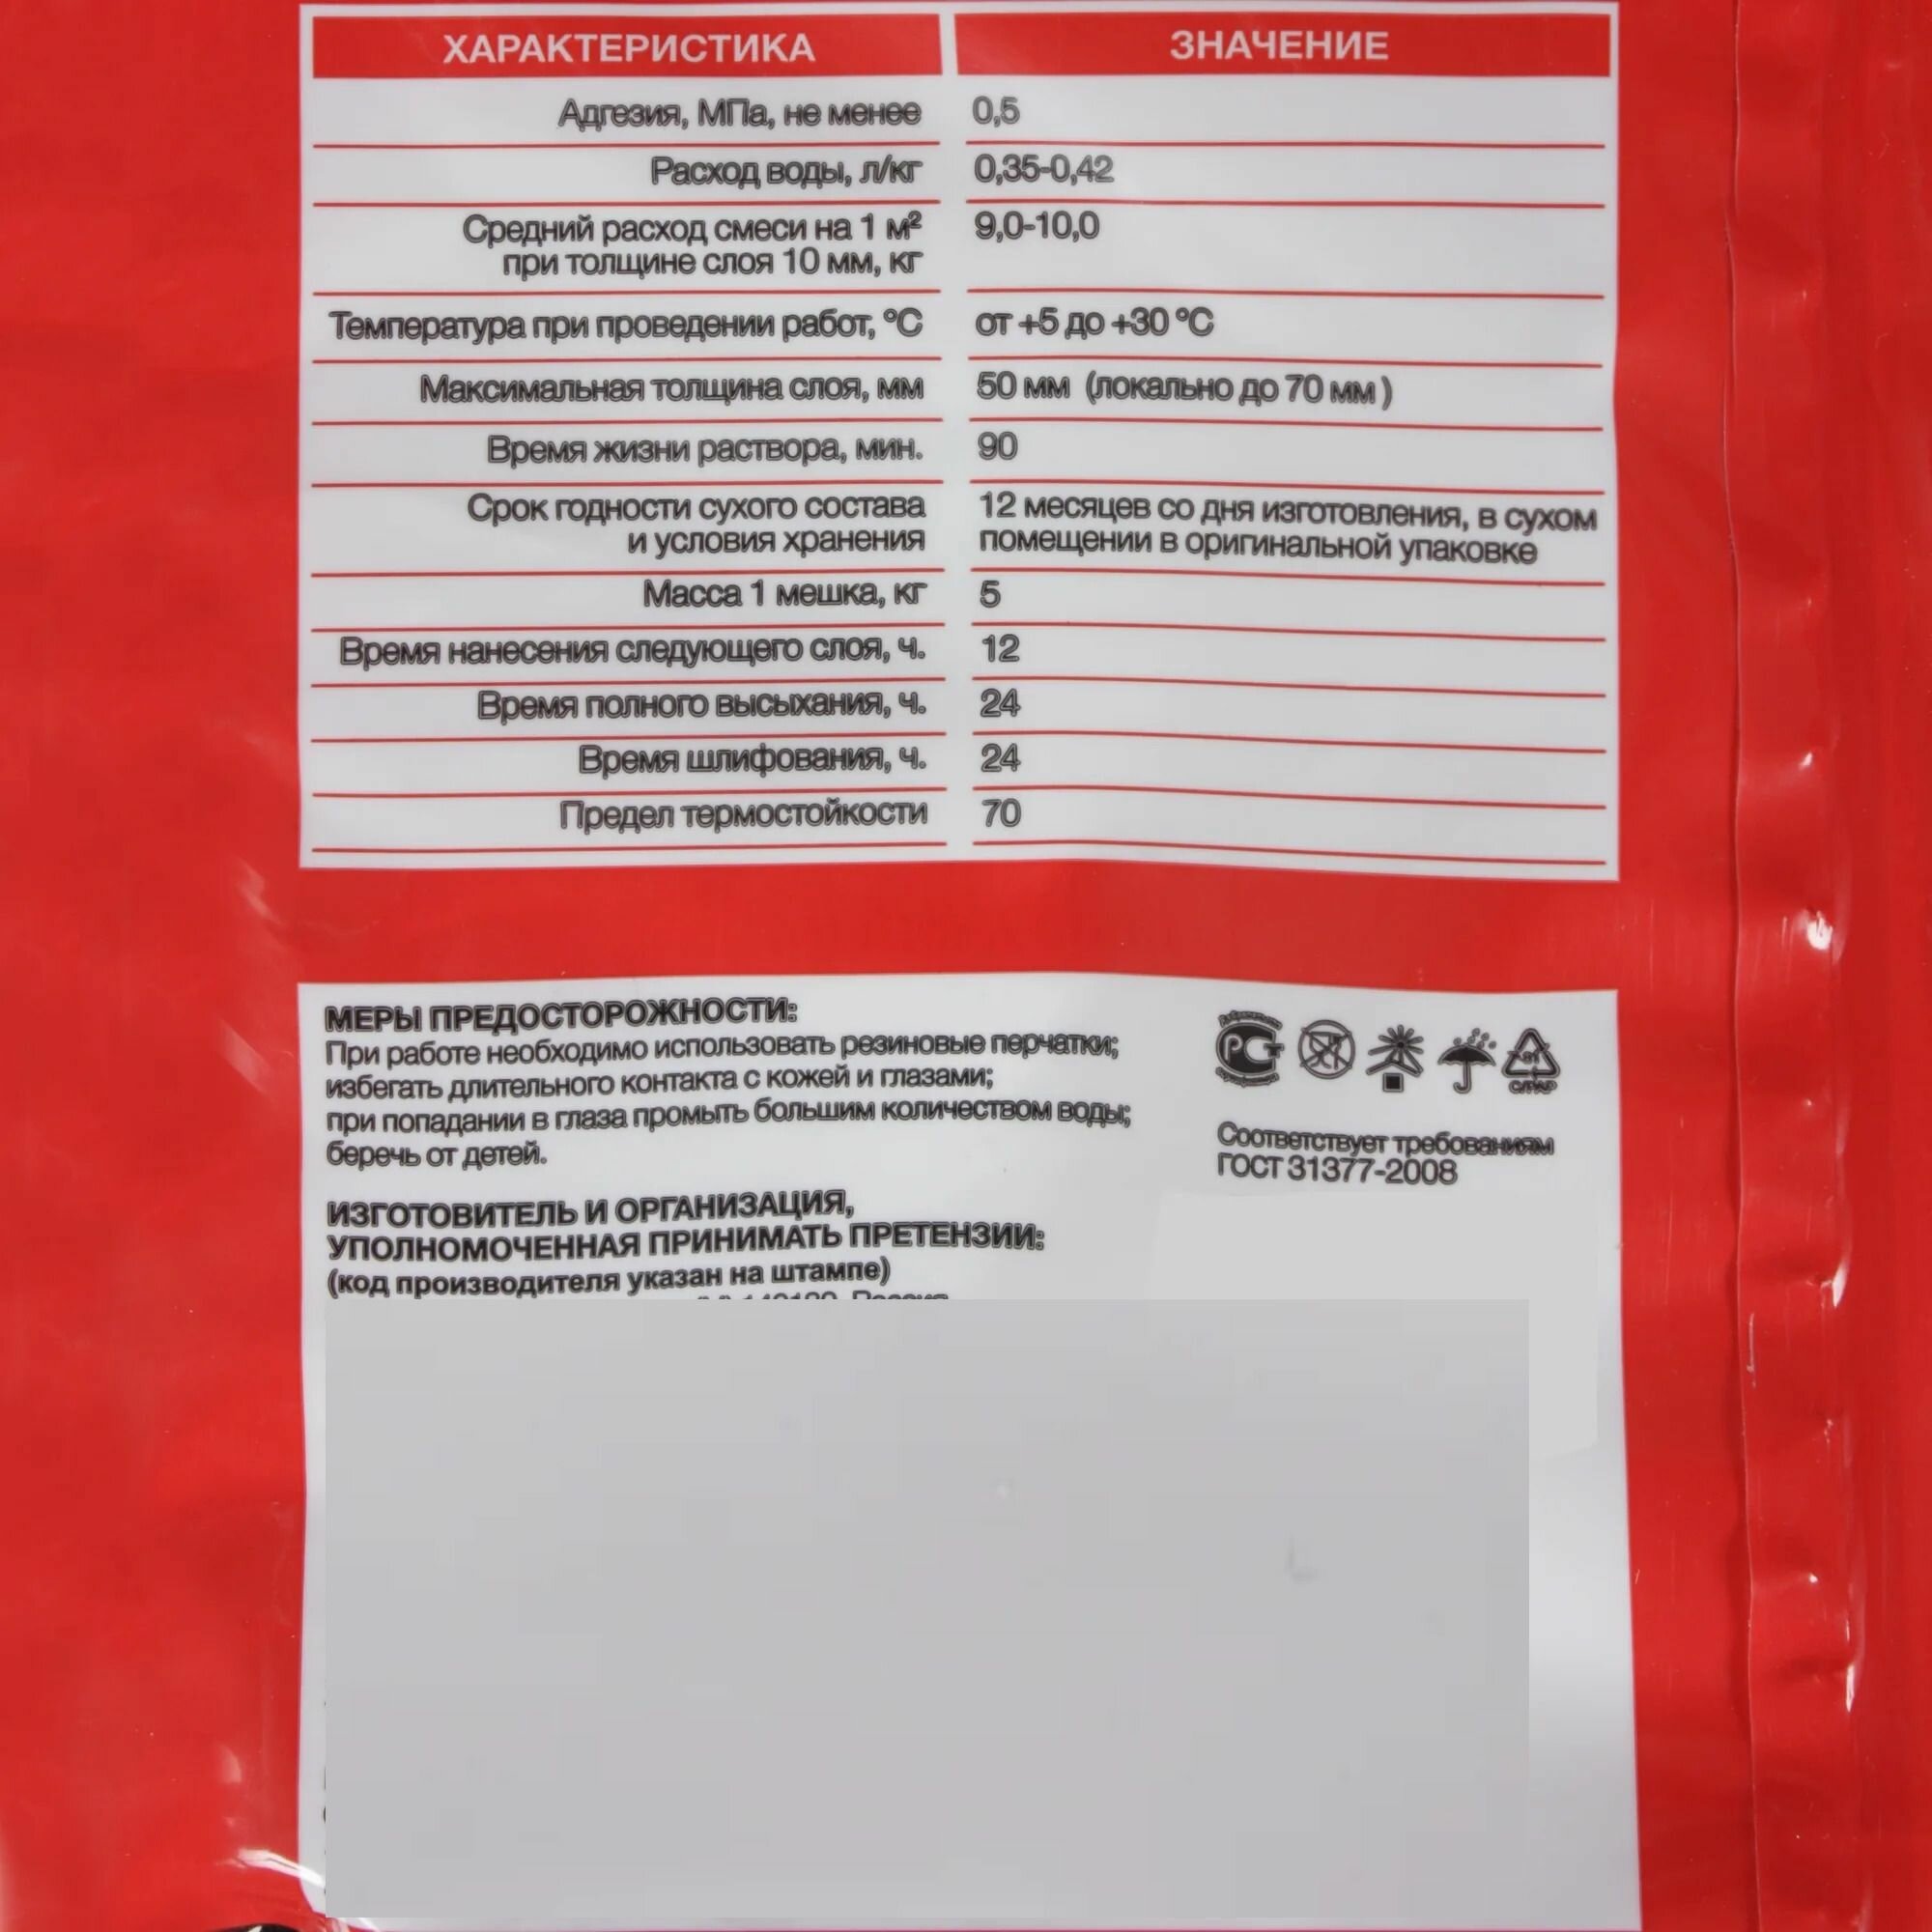 ХАРАКТЕРИСТИКА ЗНАЧЕНИЕ
Адгезия, МПа, не менее 0,5
Расход воды, л/кг 0,35-0,42
Средний расход смеси на 1 м² 9,0-10,0
при толщине слоя 10 мм, кг
Температура при проведении работ, °С от +5 до +30 °С
Максимальная толщина слоя, мм 50 мм (локально до 70 мм )
Время жизни раствора, мин. 90
Срок годности сухого состава 12 месяцев со дня изготовления, в сухом
и условия хранения помещении в оригинальной упаковке
Масса 1 мешка, кг 5
Время нанесения следующего слоя, ч. 12
Время полного высыхания, ч. 24
Время шлифования, ч. 24
Предел термостойкости 70
МЕРЫ ПРЕДОСТОРОЖНОСТИ:
При работе необходимо использовать резиновые перчатки;
избегать длительного контакта с кожей и глазами;
при попадании в глаза промыть большим количеством воды;
беречь от детей.
РСТ
81
C/PAP
Соответствует требованиям
ГОСТ 31377-2008
ИЗГОТОВИТЕЛЬ И ОРГАНИЗАЦИЯ,
УПОЛНОМОЧЕННАЯ ПРИНИМАТЬ ПРЕТЕНЗИИ:
(код производителя указан на штампе)